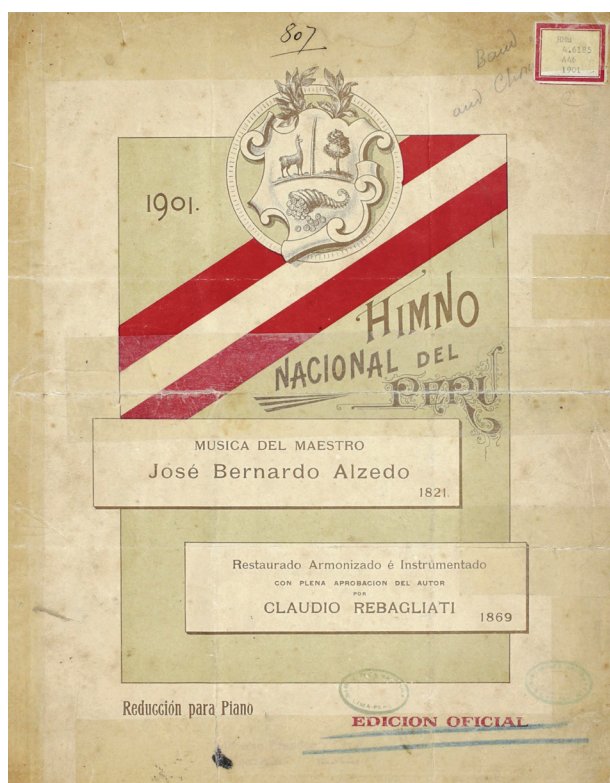 807
Band
and Choir
A.6185
1901
1901.
HIMNO
NACIONAL DEL
PERU
MUSICA DEL MAESTRO
José Bernardo Alzedo
1821.
Restaurado Armonizado é Instrumentado
CON PLENA APROBACION DEL AUTOR
POR
CLAUDIO REBAGLIATI
1869
Reducción para Piano
EDICION OFICIAL